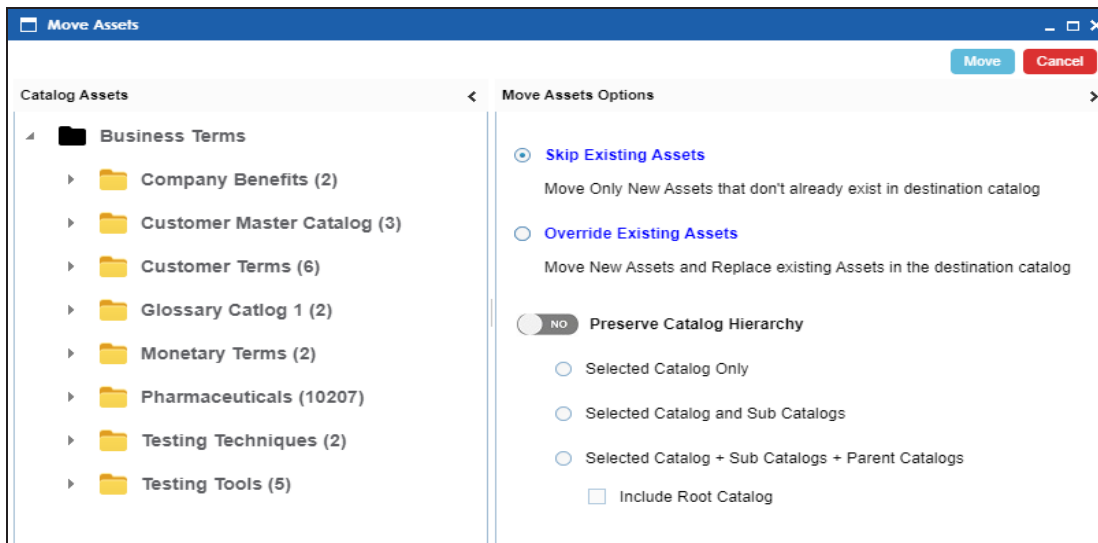 Move Assets
Move Cancel
Catalog Assets
Business Terms
Company Benefits (2)
Customer Master Catalog (3)
Customer Terms (6)
Glossary Catlog 1 (2)
Monetary Terms (2)
Pharmaceuticals (10207)
Testing Techniques (2)
Testing Tools (5)
Move Assets Options
Skip Existing Assets
Move Only New Assets that don't already exist in destination catalog
Override Existing Assets
Move New Assets and Replace existing Assets in the destination catalog
NO Preserve Catalog Hierarchy
Selected Catalog Only
Selected Catalog and Sub Catalogs
Selected Catalog + Sub Catalogs + Parent Catalogs
Include Root Catalog